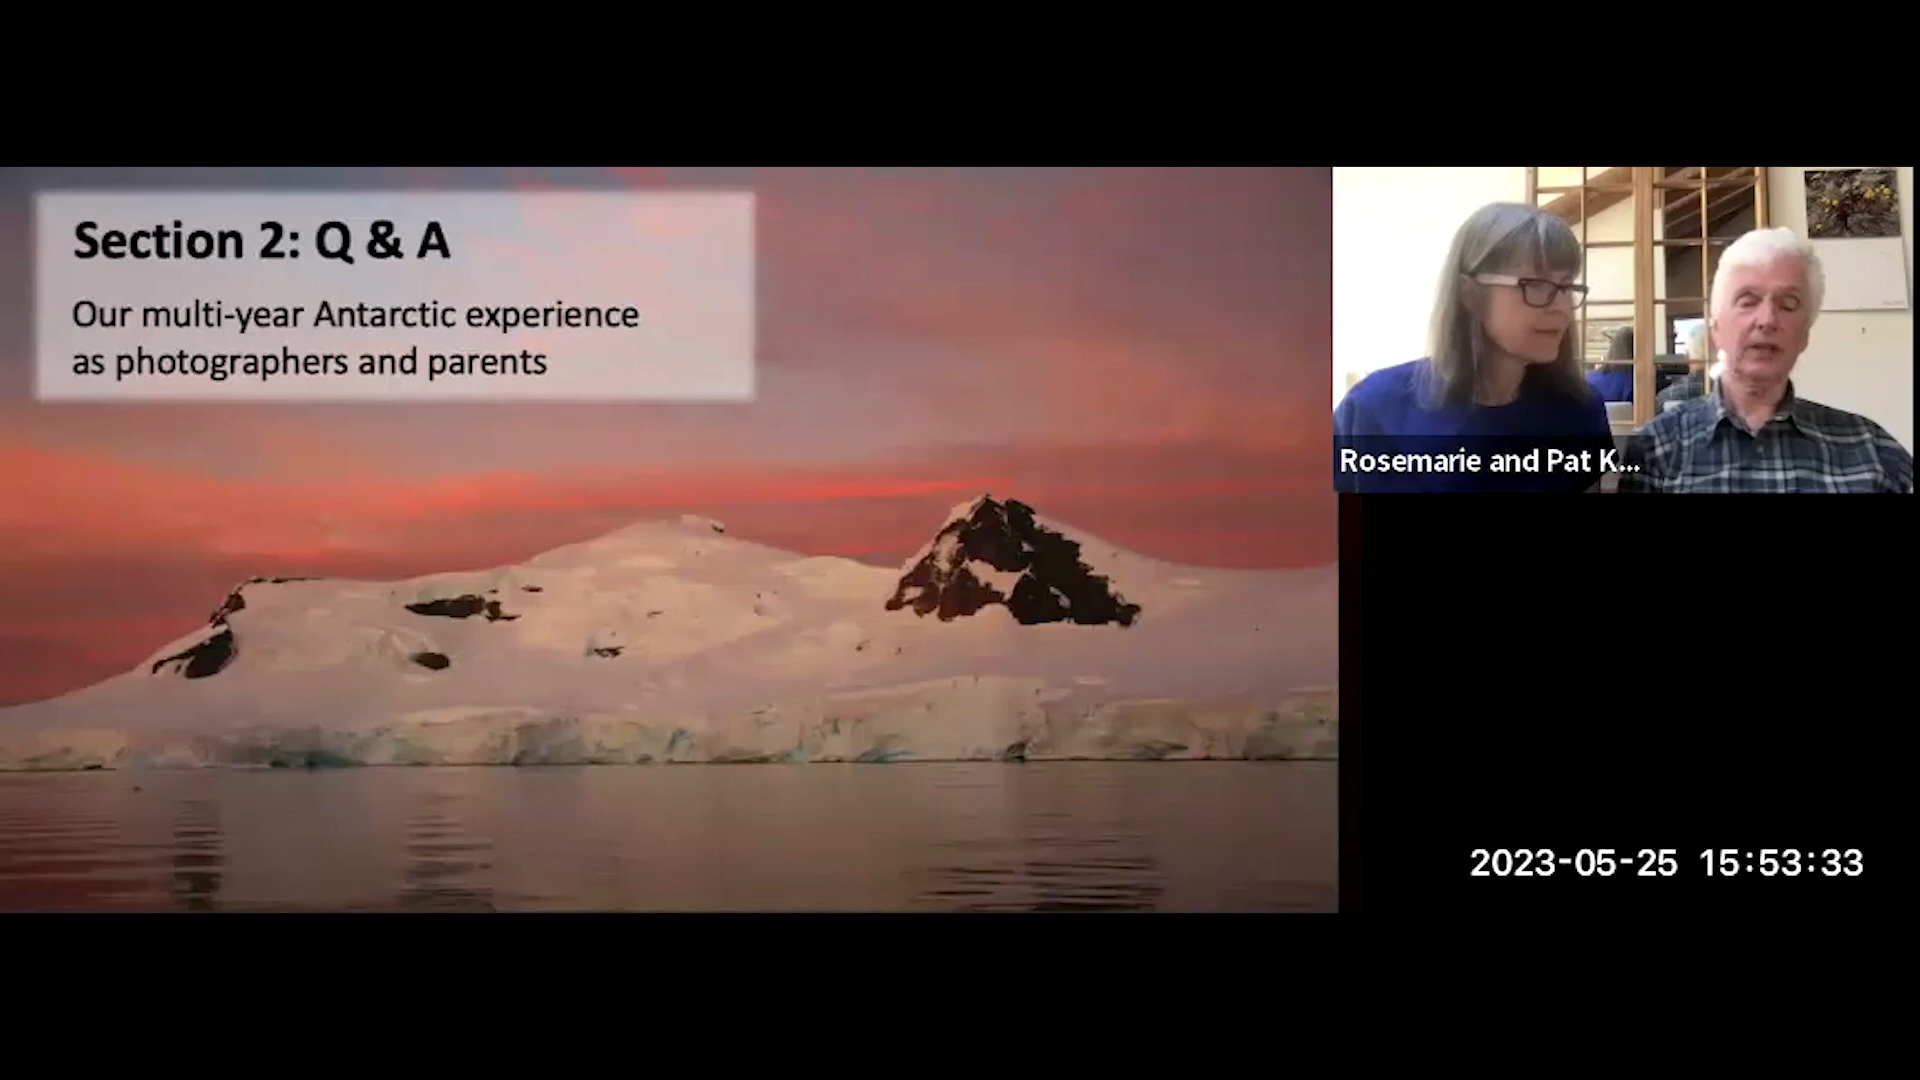 Section 2: Q & A
Our multi-year Antarctic experience
as photographers and parents
Rosemarie and Pat K...
2023-05-25 15:53:33